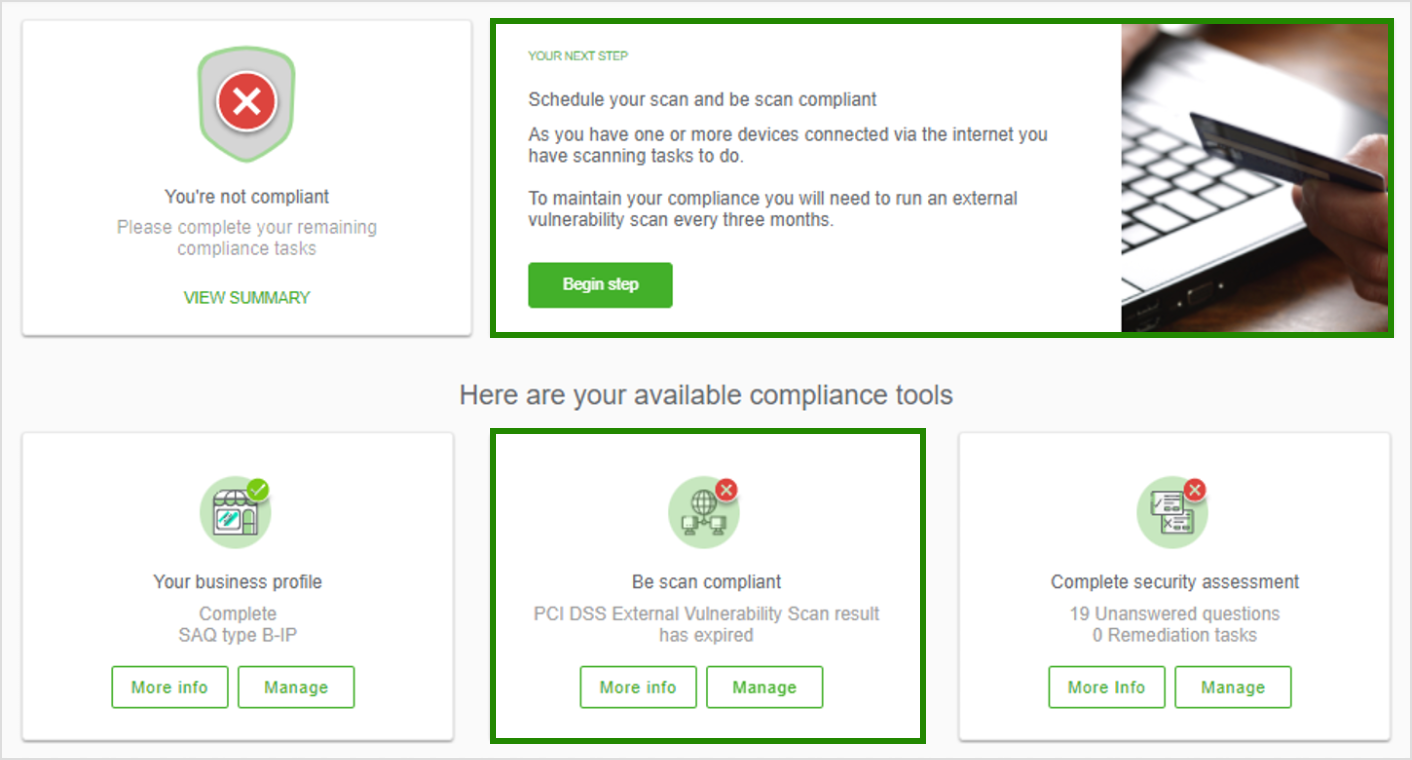 You're not compliant
Please complete your remaining
compliance tasks
VIEW SUMMARY
YOUR NEXT STEP
Schedule your scan and be scan compliant
As you have one or more devices connected via the internet you
have scanning tasks to do.
To maintain your compliance you will need to run an external
vulnerability scan every three months.
Begin step
Here are your available compliance tools
Your business profile
Complete
SAQ type B-IP
More info
Manage
Be scan compliant
PCI DSS External Vulnerability Scan result
has expired
More info
Manage
Complete security assessment
19 Unanswered questions
0 Remediation tasks
More Info
Manage